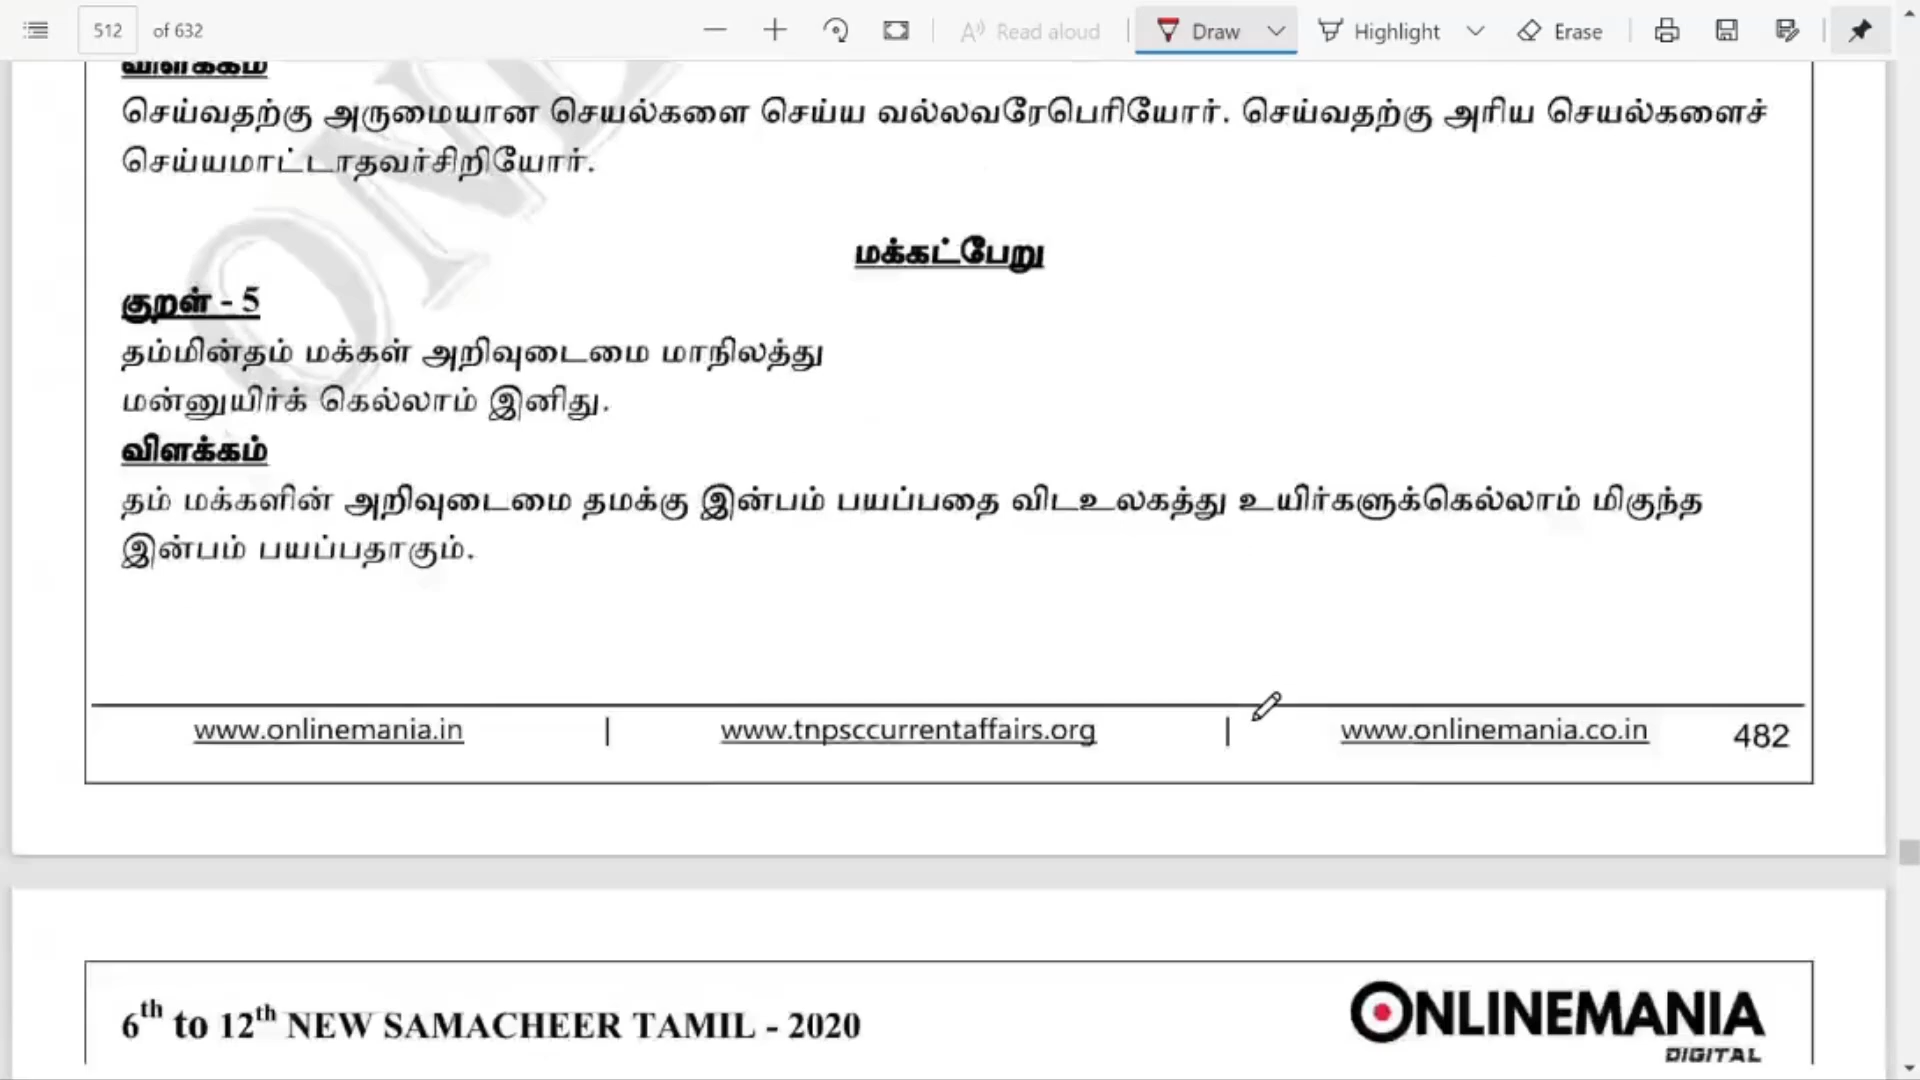 512 of 632 Read aloud Draw Highlight Erase
விளக்கம்
செய்வதற்கு அருமையான செயல்களை செய்ய வல்லவரேபெரியோர். செய்வதற்கு அரிய செயல்களைச்
செய்யமாட்டாதவர்சிறியோர்.
மக்கட்பேறு
குறள் - 5
தம்மின்தம் மக்கள் அறிவுடைமை மாநிலத்து
மன்னுயிர்க் கெல்லாம் இனிது.
விளக்கம்
தம் மக்களின் அறிவுடைமை தமக்கு இன்பம் பயப்பதை விடஉலகத்து உயிர்களுக்கெல்லாம் மிகுந்த
இன்பம் பயப்பதாகும்.
www.onlinemania.in | www.tnpsccurrentaffairs.org | www.onlinemania.co.in 482
6th to 12th NEW SAMACHEER TAMIL - 2020
ONLINEMANIA
DIGITAL